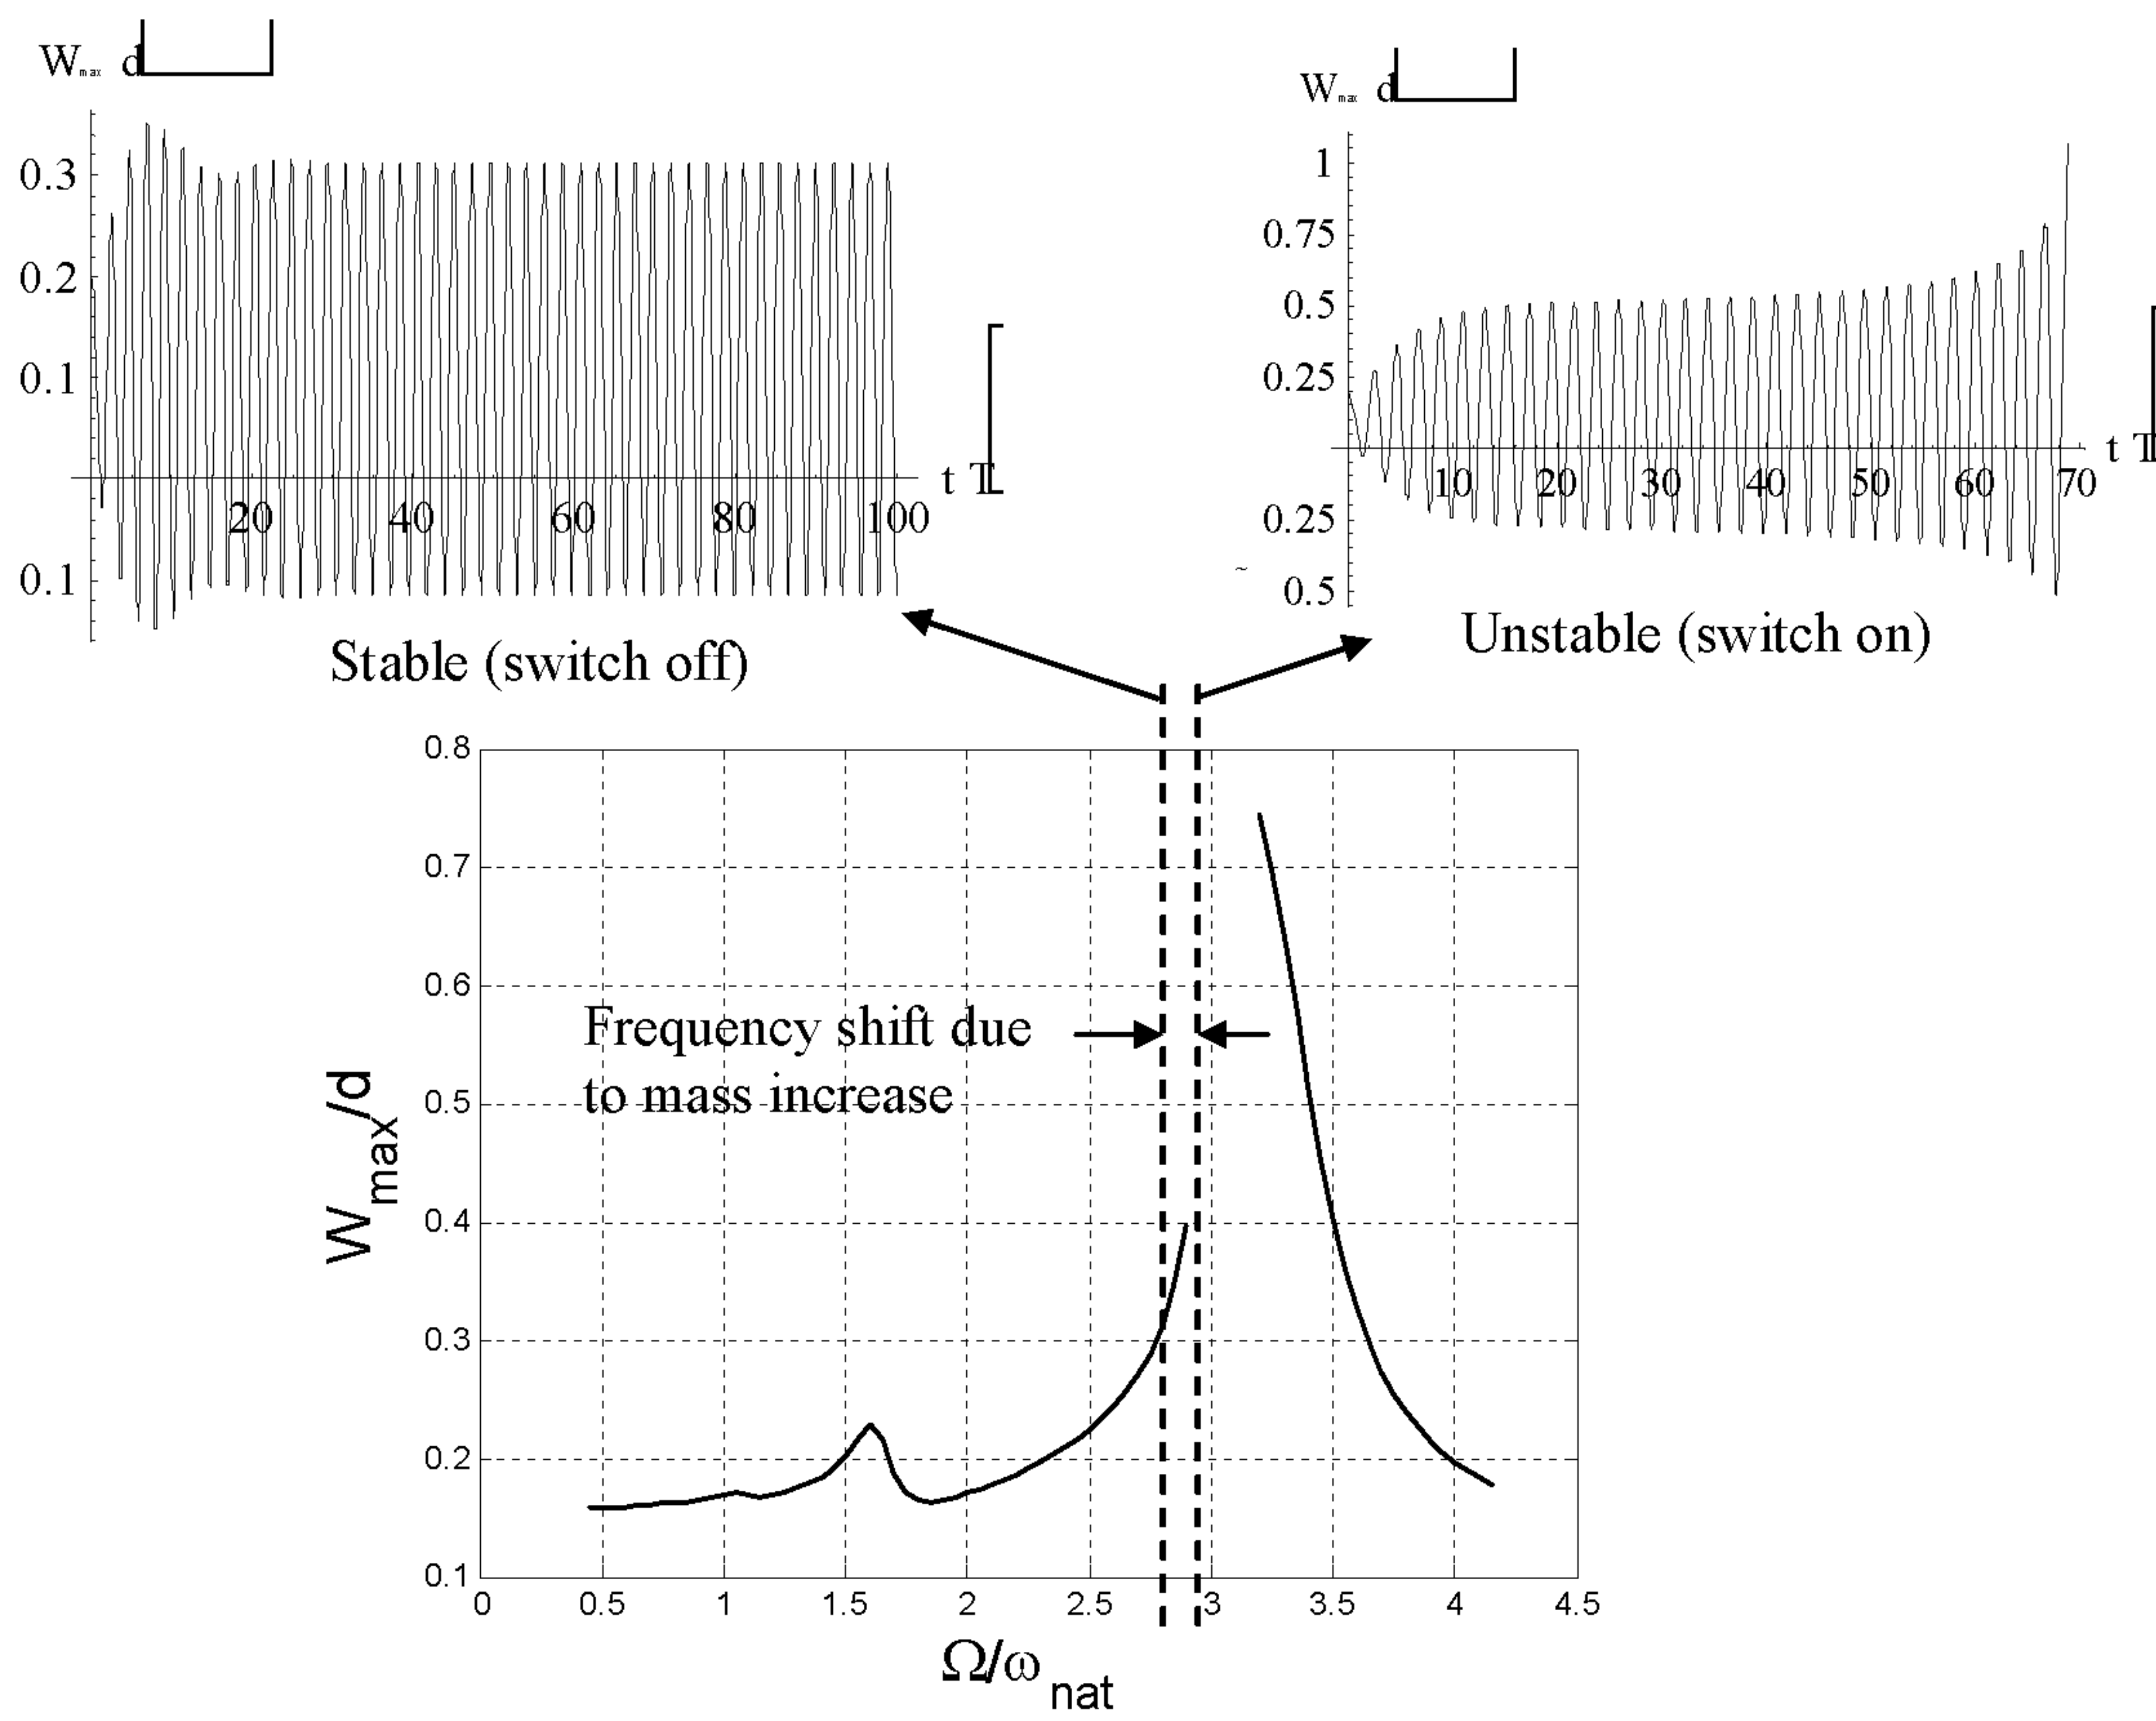 Wmax d
0.3
0.2
0.1
0.1
20 40 60 80 100
t T
Stable (switch off)
Wmax d
1
0.75
0.5
0.25
0.25
0.5
10 20 30 40 50 60 70
t T
~
Unstable (switch on)
0.8
0.7
0.6
0.5
0.4
0.3
0.2
0.1
Frequency shift due
to mass increase
Wmax/d
0 0.5 1 1.5 2 2.5 3 3.5 4 4.5
Ω/ωnat